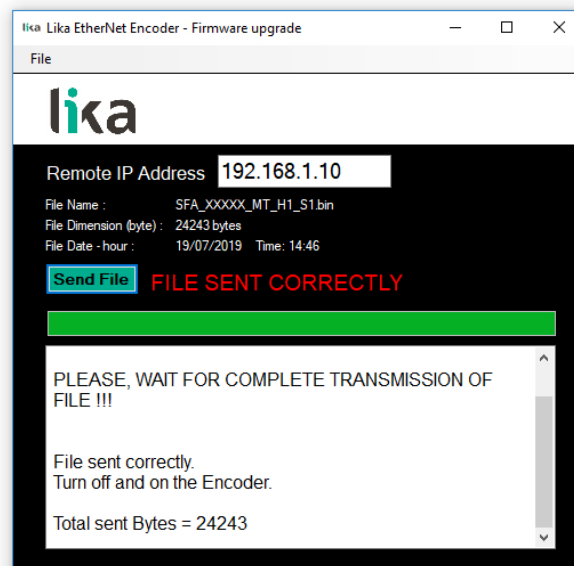 lika Lika EtherNet Encoder - Firmware upgrade
File
lika
Remote IP Address 192.168.1.10
File Name : SFA_XXXXX_MT_H1_S1.bin
File Dimension (byte) : 24243 bytes
File Date - hour : 19/07/2019 Time: 14:46
Send File FILE SENT CORRECTLY
PLEASE, WAIT FOR COMPLETE TRANSMISSION OF
FILE !!!
File sent correctly.
Turn off and on the Encoder.
Total sent Bytes = 24243